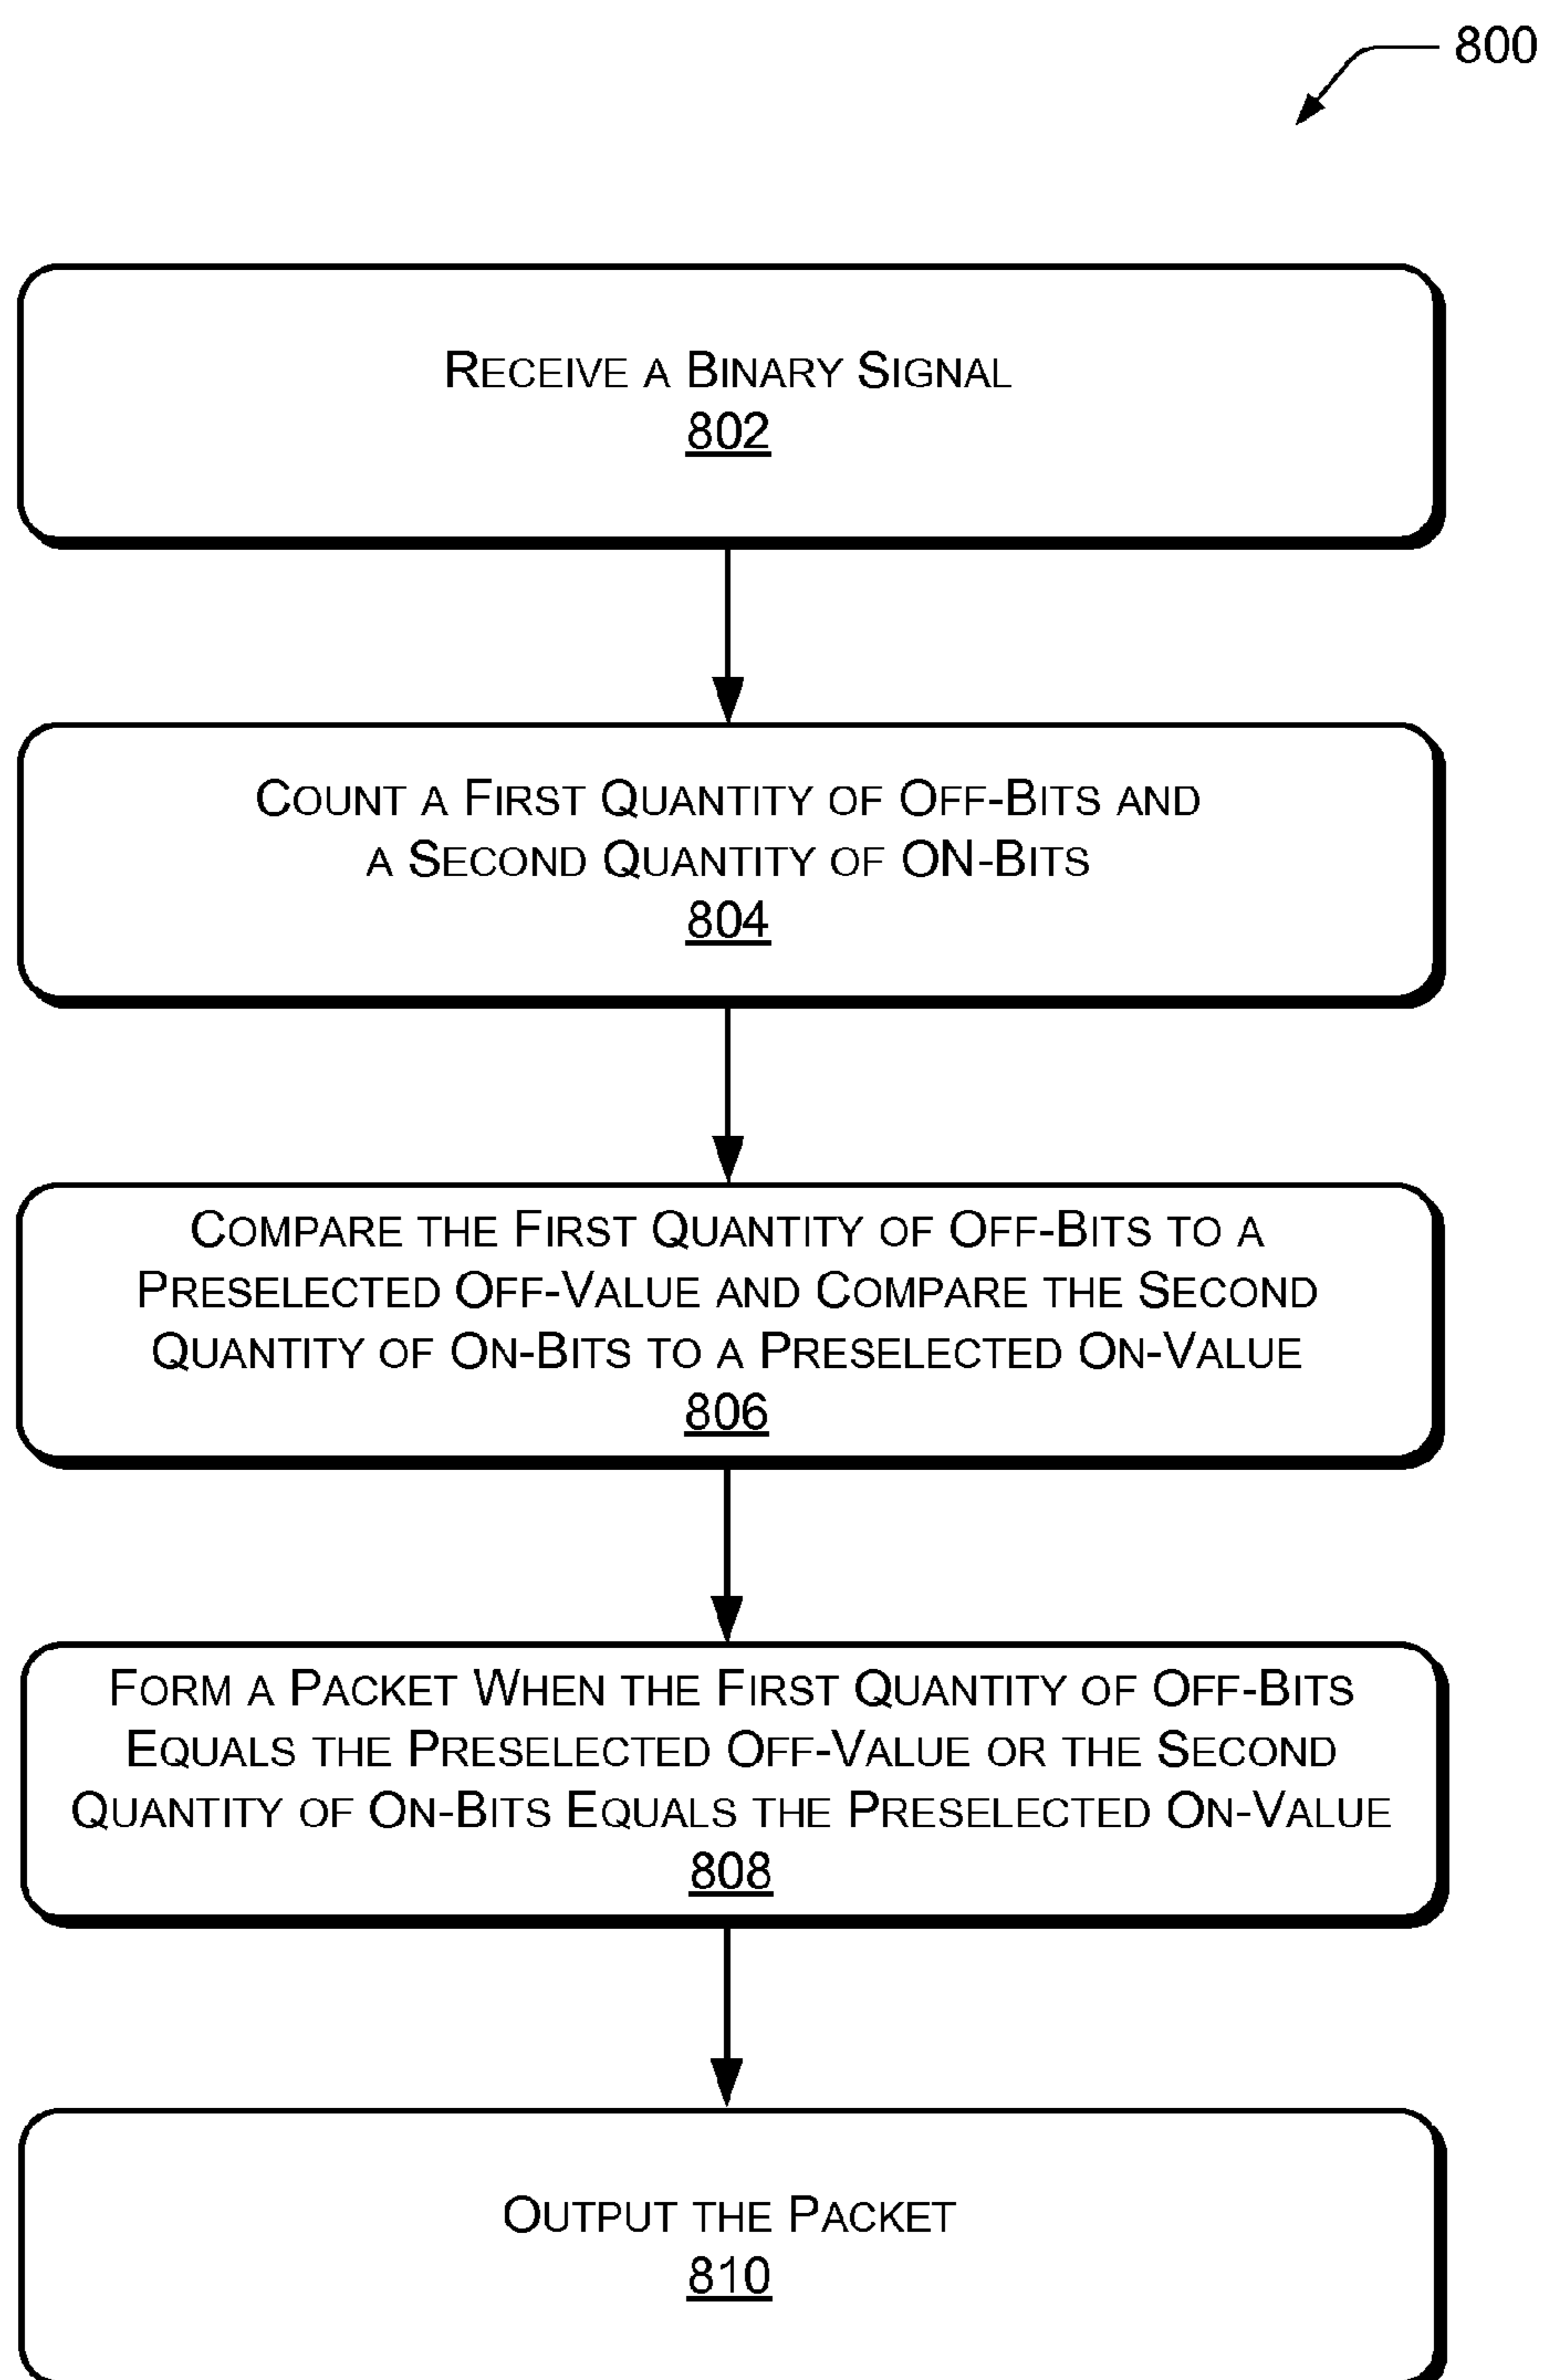 800
Receive a Binary Signal
802
Count a First Quantity of Off-Bits and
a Second Quantity of ON-Bits
804
Compare the First Quantity of Off-Bits to a
Preselected Off-Value and Compare the Second
Quantity of On-Bits to a Preselected On-Value
806
Form a Packet When the First Quantity of Off-Bits
Equals the Preselected Off-Value or the Second
Quantity of On-Bits Equals the Preselected On-Value
808
Output the Packet
810